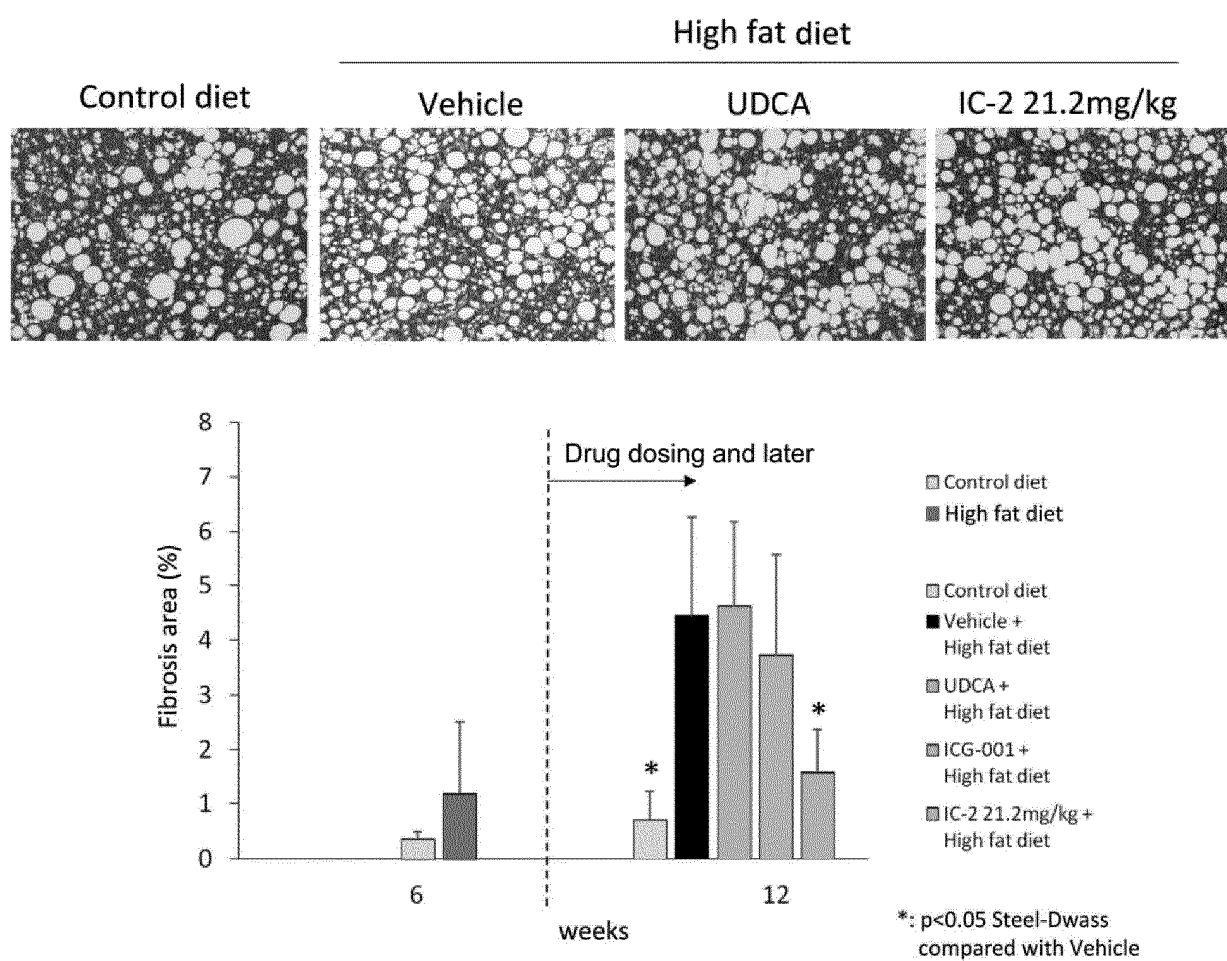 High fat diet
Control diet
Vehicle
UDCA
IC-2 21.2mg/kg
8
7
6
5
4
3
2
1
0
Fibrosis area (%)
Drug dosing and later
*
*
6
12
weeks
Control diet
High fat diet
Control diet
Vehicle +
High fat diet
UDCA +
High fat diet
ICG-001 +
High fat diet
IC-2 21.2mg/kg +
High fat diet
*: p<0.05 Steel-Dwass
compared with Vehicle